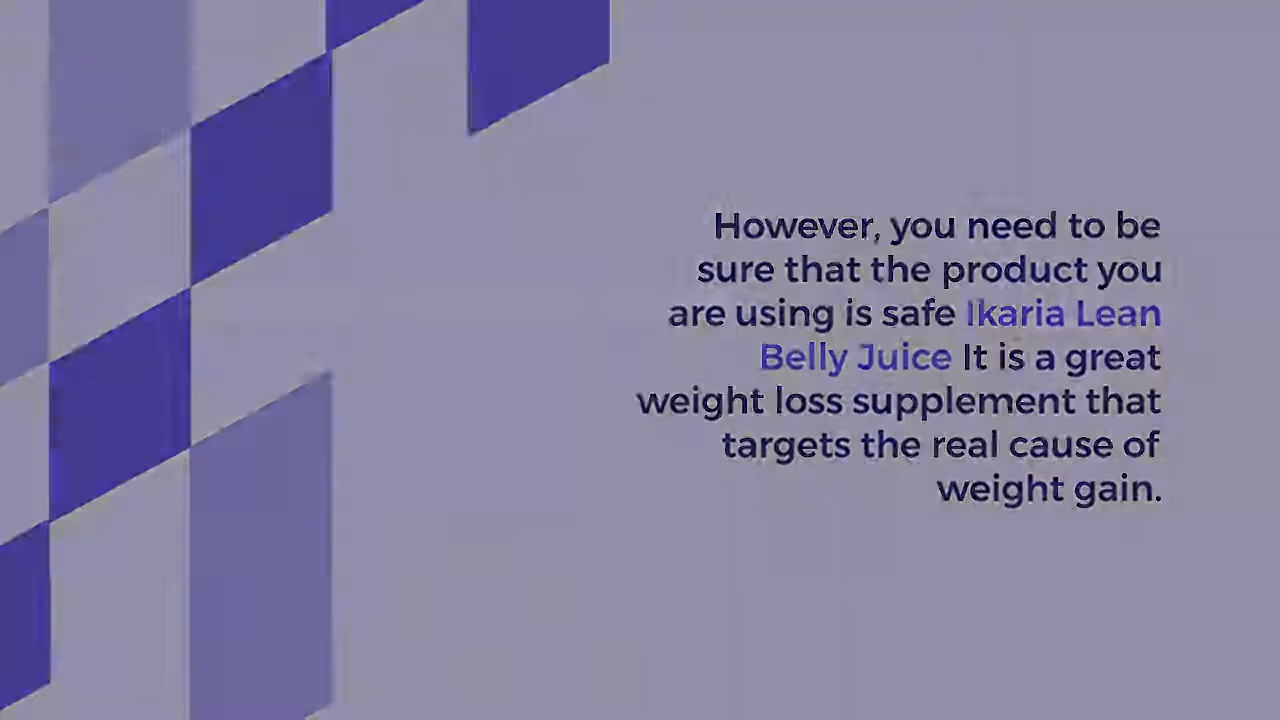 However, you need to be
sure that the product you
are using is safe Ikaria Lean
Belly Juice It is a great
weight loss supplement that
targets the real cause of
weight gain.